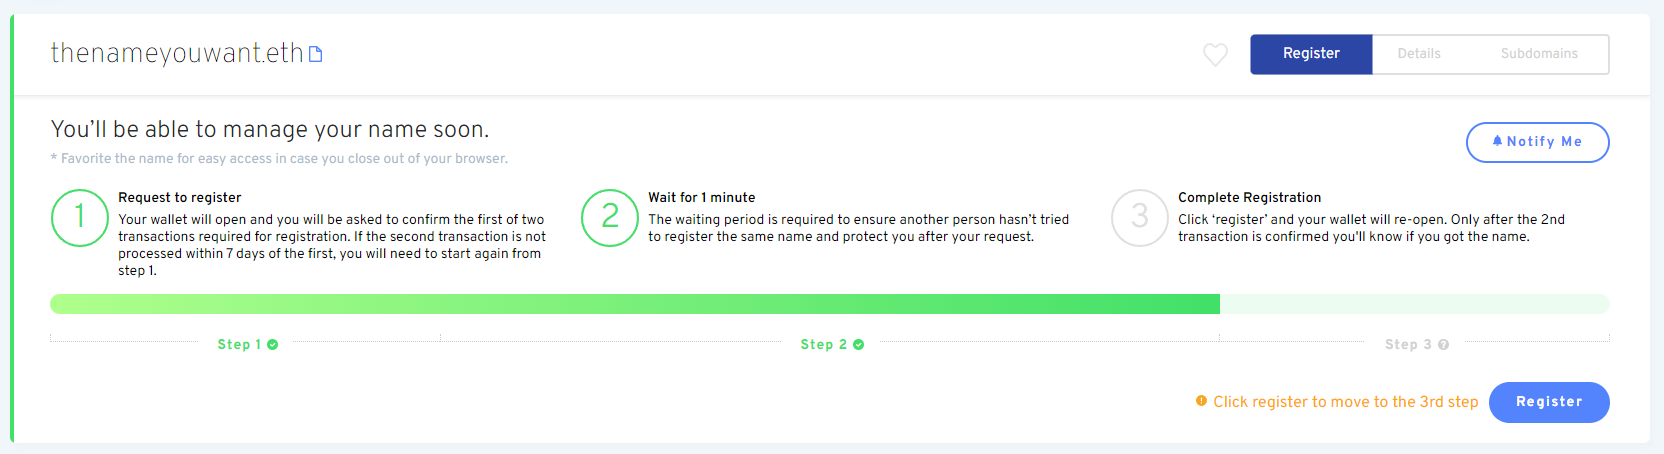 thenameyouwant.eth
Register
Details
Subdomains
You’ll be able to manage your name soon.
* Favorite the name for easy access in case you close out of your browser.
Notify Me
1
Request to register
Your wallet will open and you will be asked to confirm the first of two
transactions required for registration. If the second transaction is not
processed within 7 days of the first, you will need to start again from
step 1.
2
Wait for 1 minute
The waiting period is required to ensure another person hasn’t tried
to register the same name and protect you after your request.
3
Complete Registration
Click ‘register’ and your wallet will re-open. Only after the 2nd
transaction is confirmed you'll know if you got the name.
Step 1
Step 2
Step 3
Click register to move to the 3rd step
Register